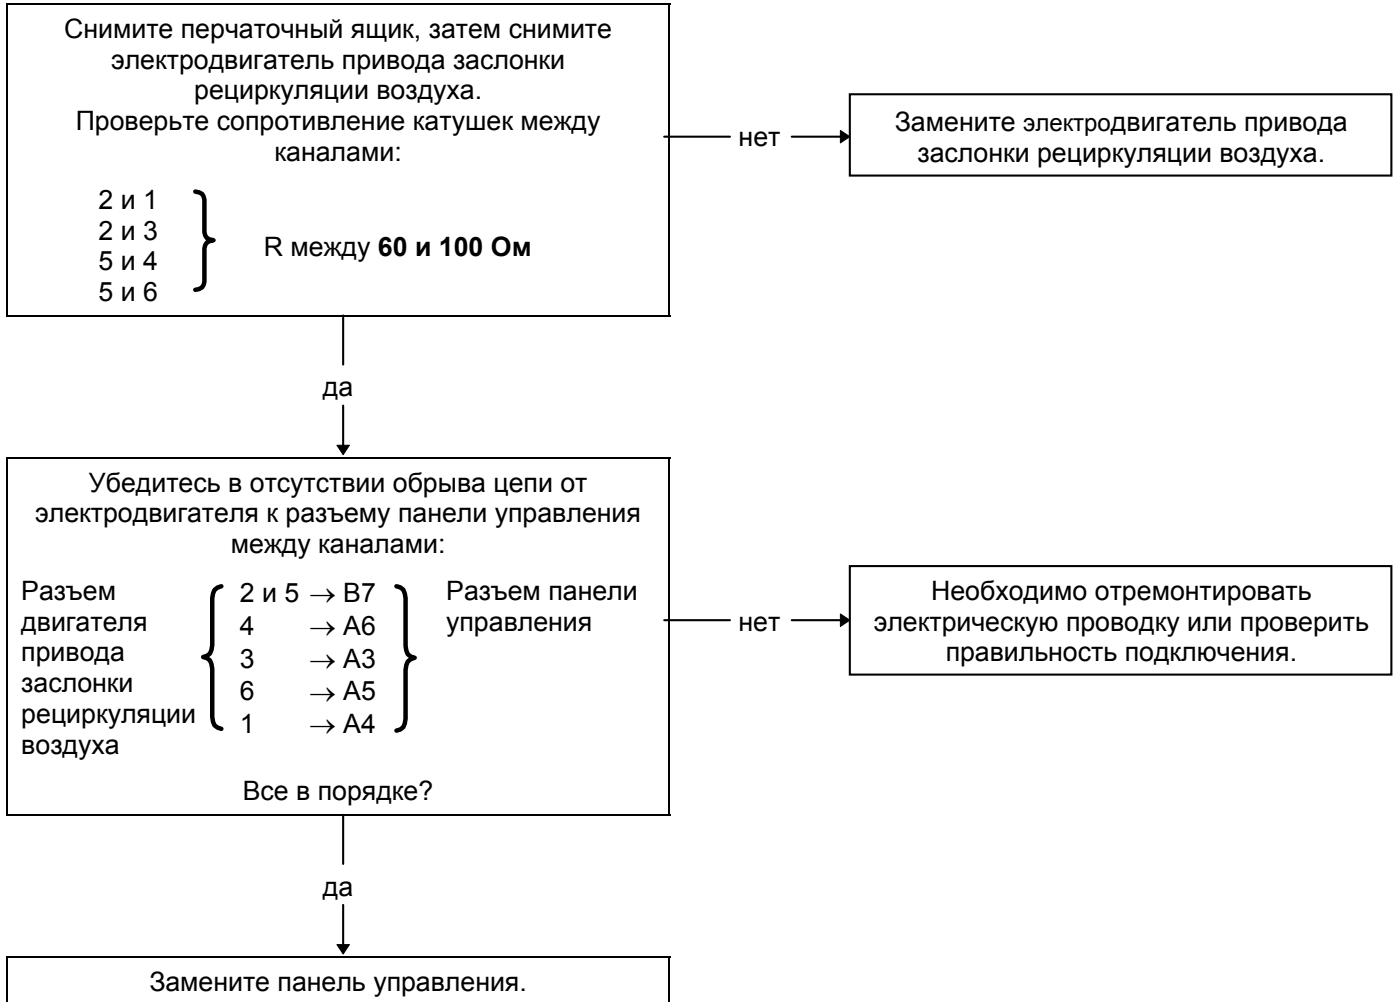 Снимите перчаточный ящик, затем снимите
электродвигатель привода заслонки
рециркуляции воздуха.
Проверьте сопротивление катушек между
каналами:
2 и 1
2 и 3
5 и 4
5 и 6
R между 60 и 100 Ом
нет
Замените электродвигатель привода
заслонки рециркуляции воздуха.
да
Убедитесь в отсутствии обрыва цепи от
электродвигателя к разъему панели управления
между каналами:
Разъем
двигателя
привода
заслонки
рециркуляции
воздуха
2 и 5 → B7
4 → A6
3 → A3
6 → A5
1 → A4
Разъем панели
управления
Все в порядке?
нет
Необходимо отремонтировать
электрическую проводку или проверить
правильность подключения.
да
Замените панель управления.